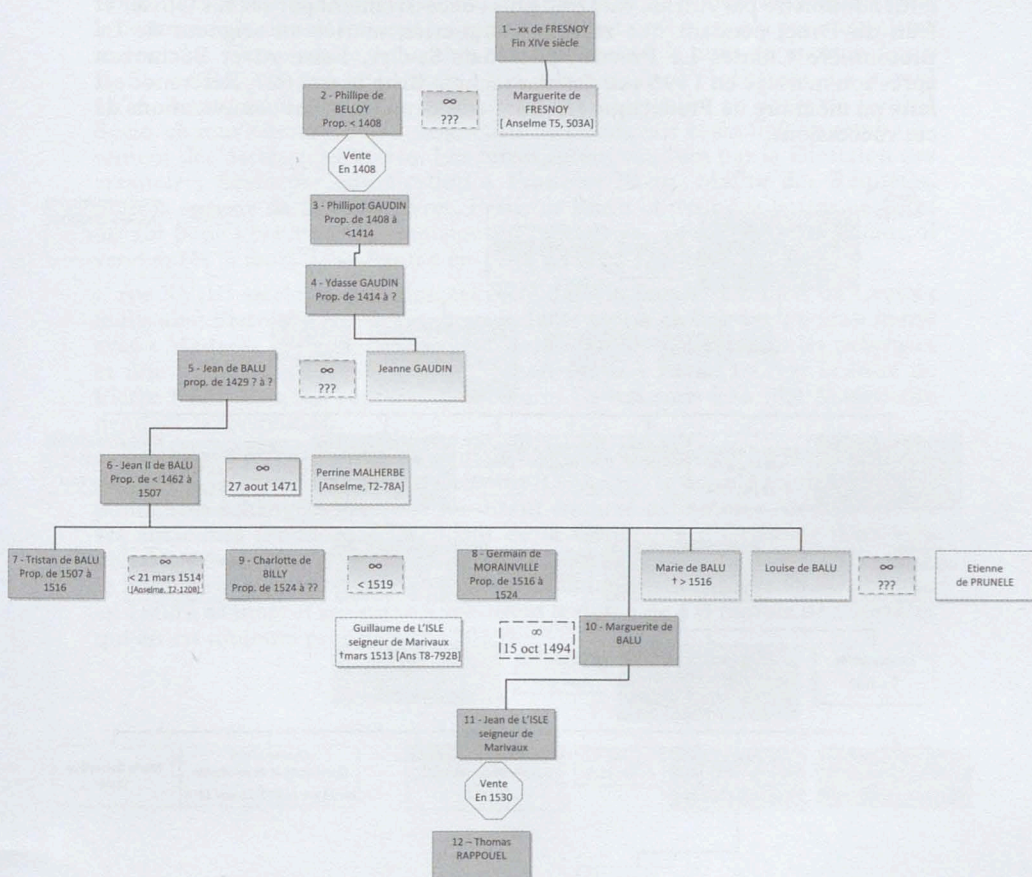 1 – xx de FRESNOY
Fin XIVe siècle
2 - Phillipe de
BELLOY
Prop. < 1408
∞
???
Marguerite de
FRESNOY
[ Anselme T5, 503A]
Vente
En 1408
3 - Phillipot GAUDIN
Prop. de 1408 à
<1414
4 - Ydasse GAUDIN
Prop. de 1414 à ?
5 - Jean de BALU
prop. de 1429 ? à ?
∞
???
Jeanne GAUDIN
6 - Jean II de BALU
Prop. de < 1462 à
1507
∞
27 aout 1471
Perrine MALHERBE
[Anselme, T2-78A]
7 - Tristan de BALU
Prop. de 1507 à
1516
∞
< 21 mars 1514
[Anselme, T2-120B]
9 - Charlotte de
BILLY
Prop. de 1524 à ??
∞
< 1519
8 - Germain de
MORAINVILLE
Prop. de 1516 à
1524
Marie de BALU
† > 1516
Louise de BALU
∞
???
Etienne
de PRUNELE
Guillaume de L'ISLE
seigneur de Marivaux
†mars 1513 [Ans T8-792B]
∞
15 oct 1494
10 - Marguerite de
BALU
11 - Jean de L'ISLE
seigneur de
Marivaux
Vente
En 1530
12 – Thomas
RAPPOUEL